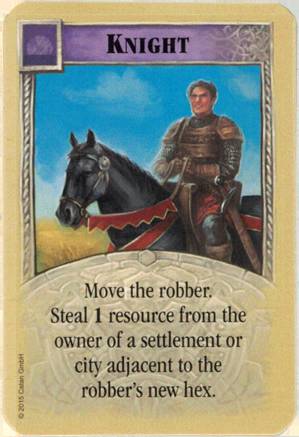 KNIGHT
Move the robber.
Steal 1 resource from the
owner of a settlement or
city adjacent to the
robber's new hex.
© 2015 Catan GmbH